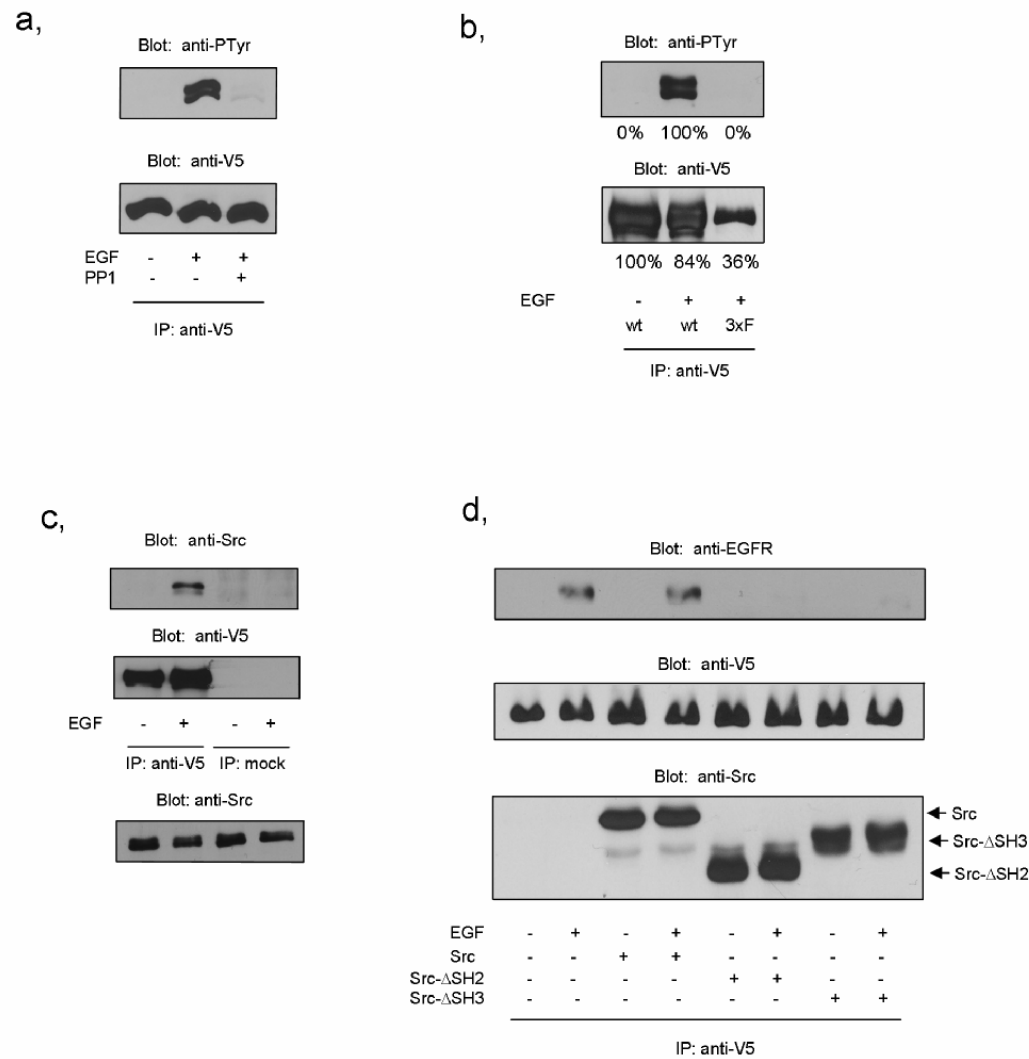 a,
Blot: anti-PTyr
Blot: anti-V5
EGF - + +
PP1 - - +
IP: anti-V5
b,
Blot: anti-PTyr
0% 100% 0%
Blot: anti-V5
100% 84% 36%
EGF - + +
wt wt 3xF
IP: anti-V5
c,
Blot: anti-Src
Blot: anti-V5
EGF - + - +
IP: anti-V5 IP: mock
Blot: anti-Src
d,
Blot: anti-EGFR
Blot: anti-V5
Blot: anti-Src
Src
Src-ΔSH3
Src-ΔSH2
EGF - + - + - + - +
Src - - + + - - - -
Src-ΔSH2 - - - - + + - -
Src-ΔSH3 - - - - - - + +
IP: anti-V5